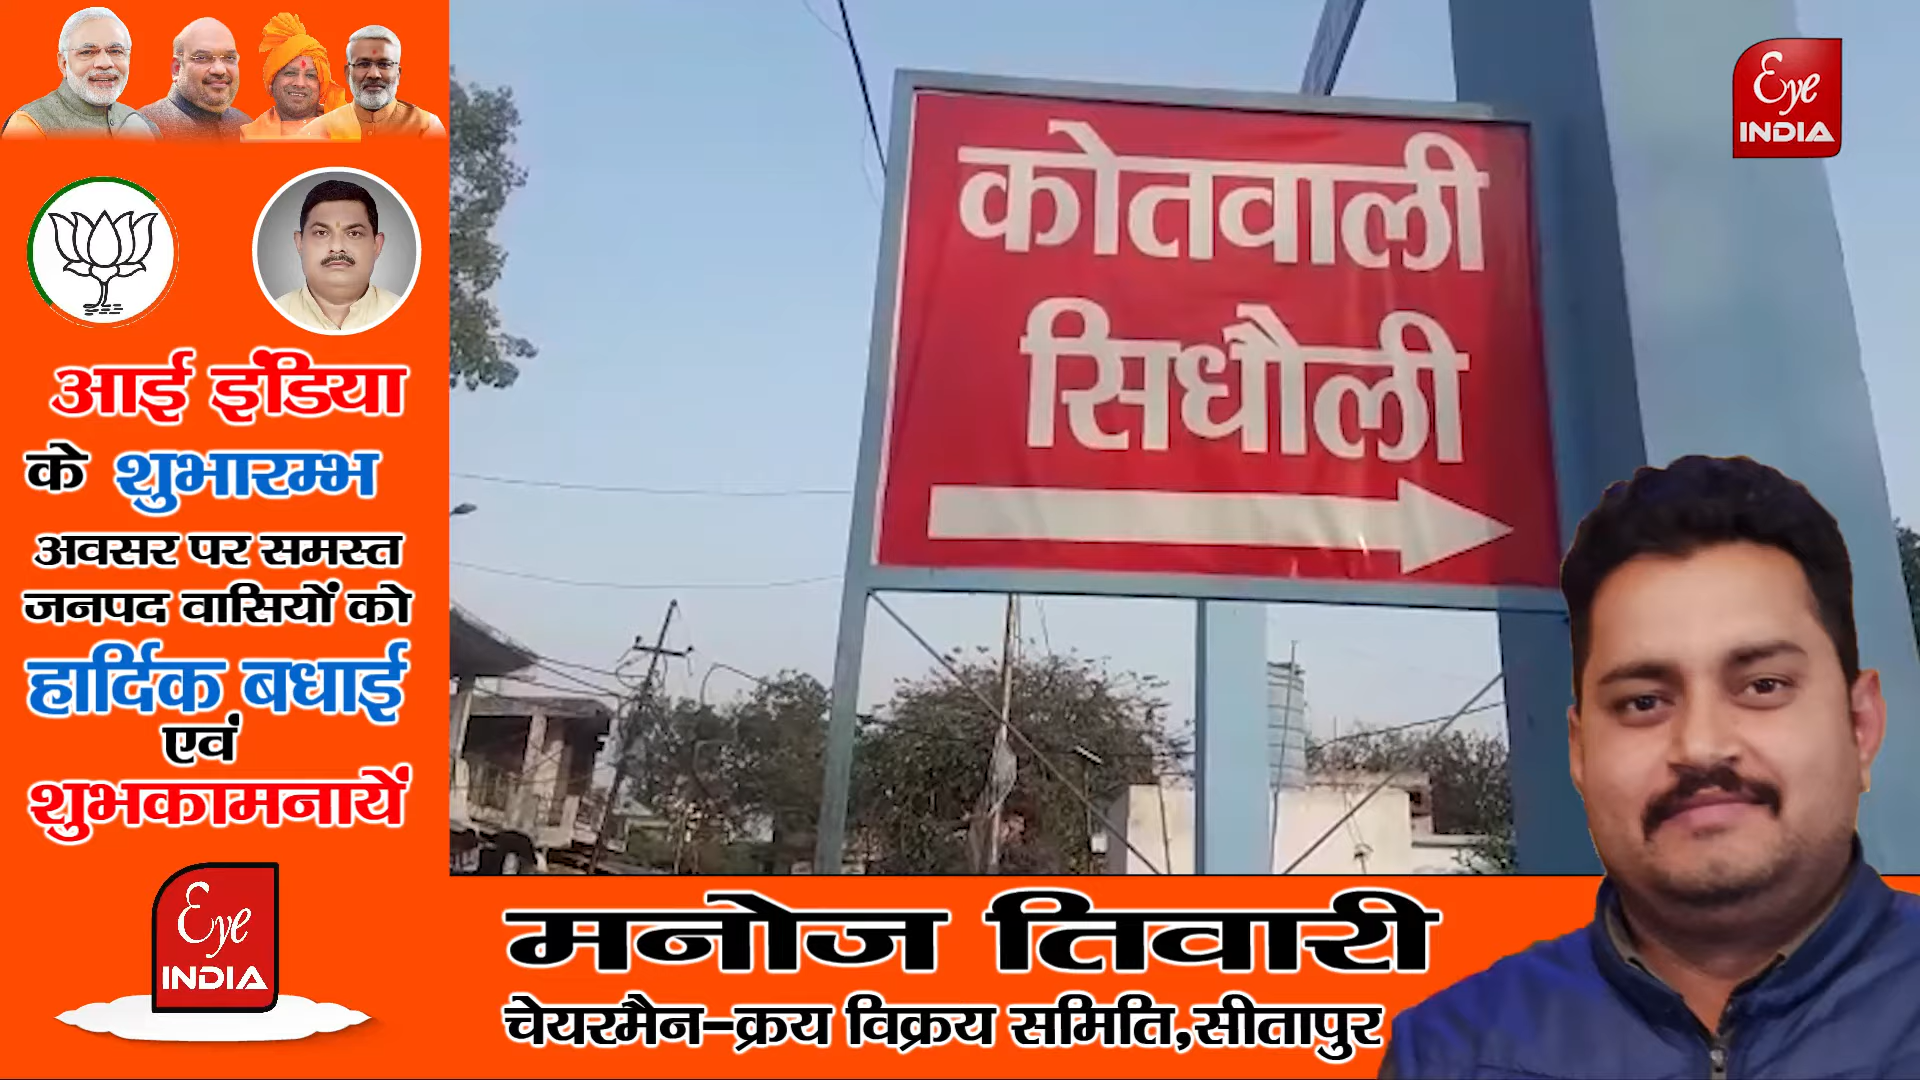 आई इंडिया
के शुभारम्भ
अवसर पर समस्त
जनपद वासियों को
हार्दिक बधाई
एवं
शुभकामनायें
Eye
INDIA
कोतवाली
सिधौली
Eye
INDIA
मनोज तिवारी
चेयरमैन-क्रय विक्रय समिति,सीतापुर